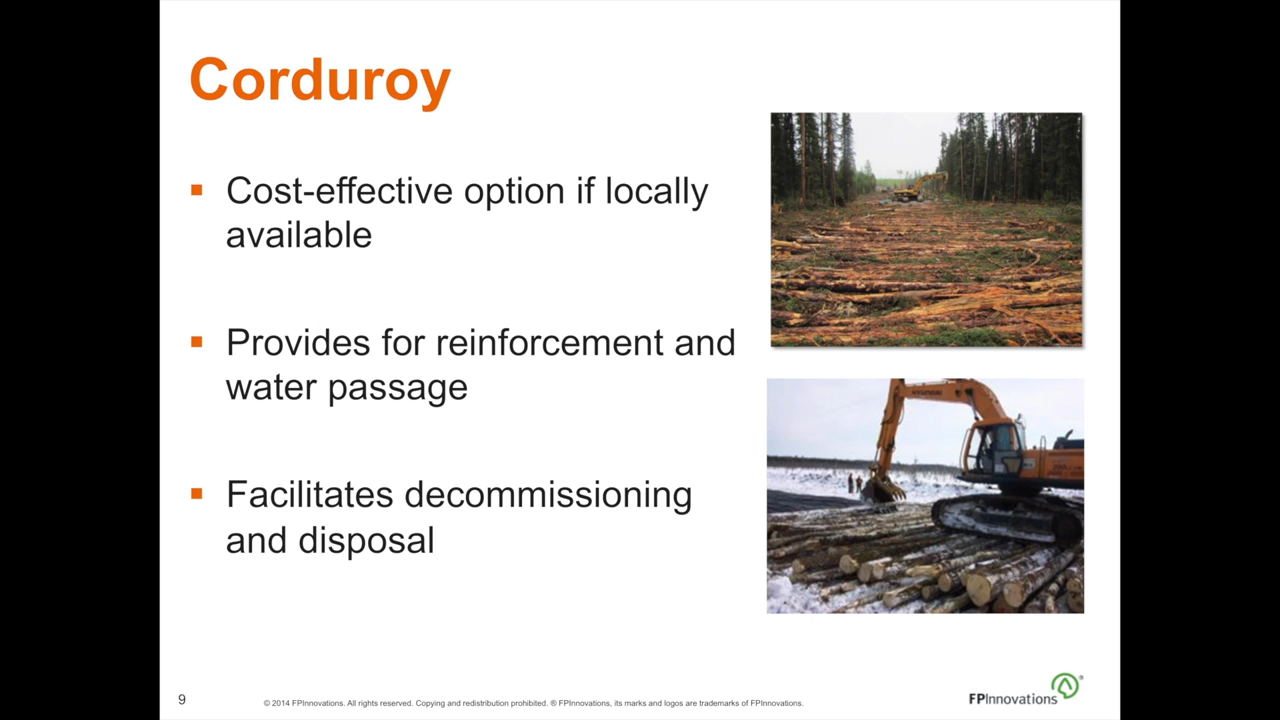 Corduroy
▪ Cost-effective option if locally
available
▪ Provides for reinforcement and
water passage
▪ Facilitates decommissioning
and disposal
9
© 2014 FPInnovations. All rights reserved. Copying and redistribution prohibited. ® FPInnovations, its marks and logos are trademarks of FPInnovations.
FPInnovations®